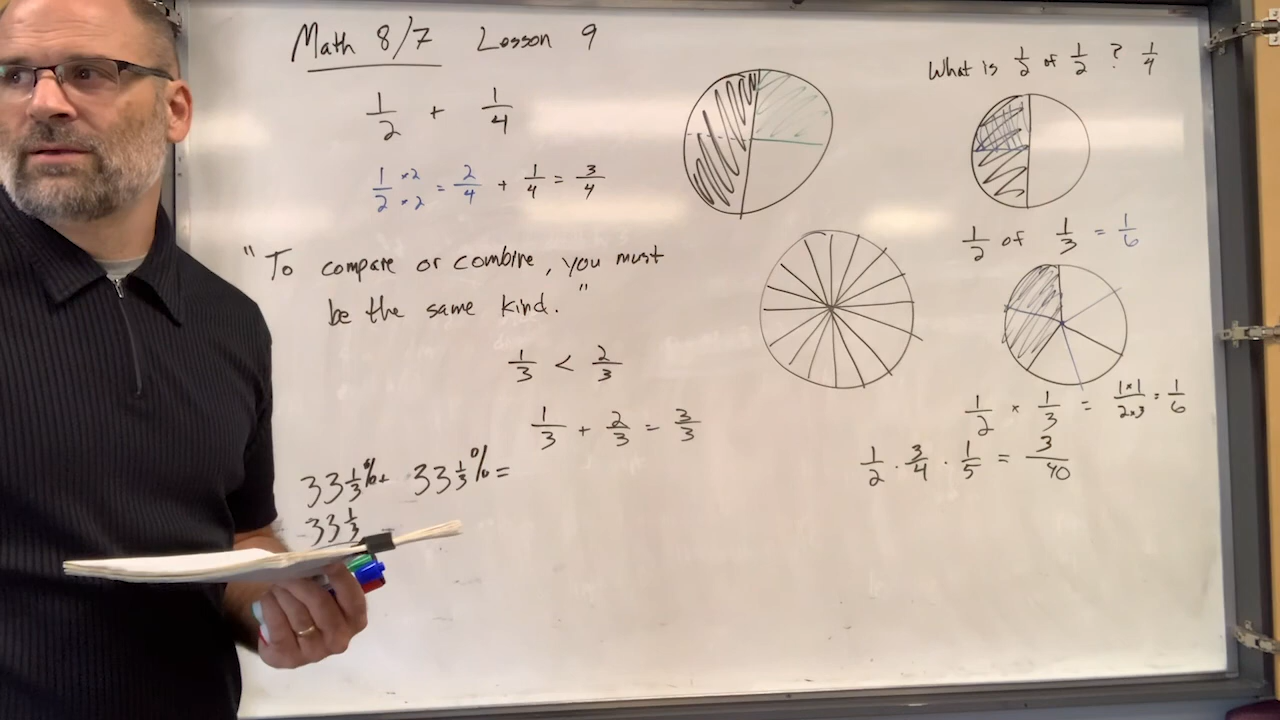 Math 8/7 Lesson 9
1/2 + 1/4
1/2 ×2 ×2 = 2/4 + 1/4 = 3/4
"To compare or combine, you must
be the same kind."
1/3 < 2/3
1/3 + 2/3 = 3/3
33 1/3 % + 33 1/3 % =
33 1/3
What is 1/2 of 1/2 ? 1/4
1/2 of 1/3 = 1/6
1/2 × 1/3 = 1×1/2×3 = 1/6
1/2 · 3/4 · 1/5 = 3/40